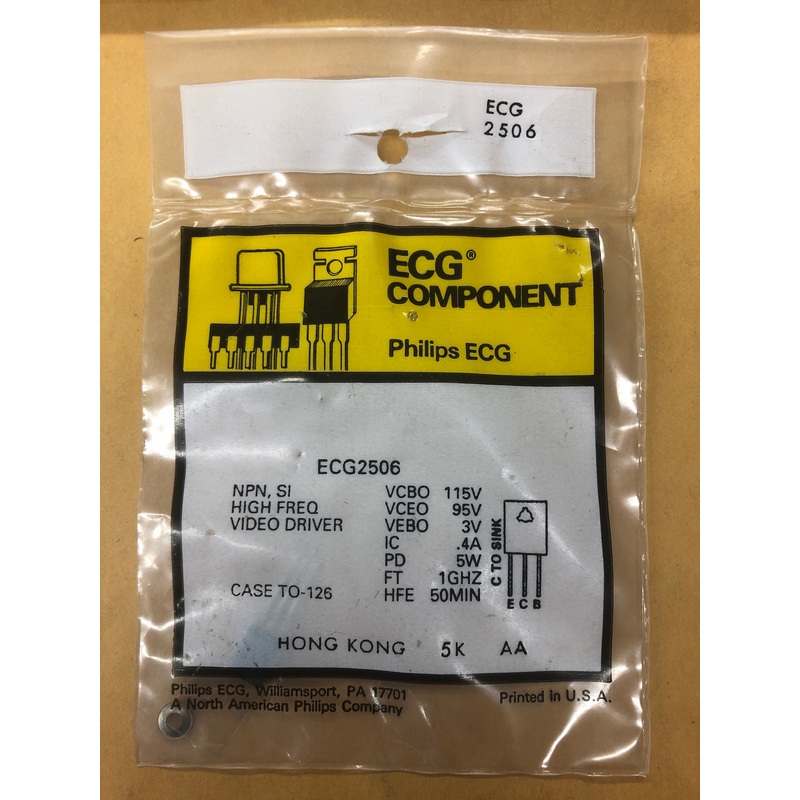 ECG
2506
ECG®
COMPONENT
Philips ECG
ECG2506
NPN, SI
HIGH FREQ
VIDEO DRIVER
CASE TO-126
VCBO 115V
VCEO 95V
VEBO 3V
IC .4A
PD 5W
FT 1GHZ
HFE 50MIN
C TO SINK
E C B
HONG KONG 5K AA
Philips ECG, Williamsport, PA 17701
A North American Philips Company
Printed in U.S.A.